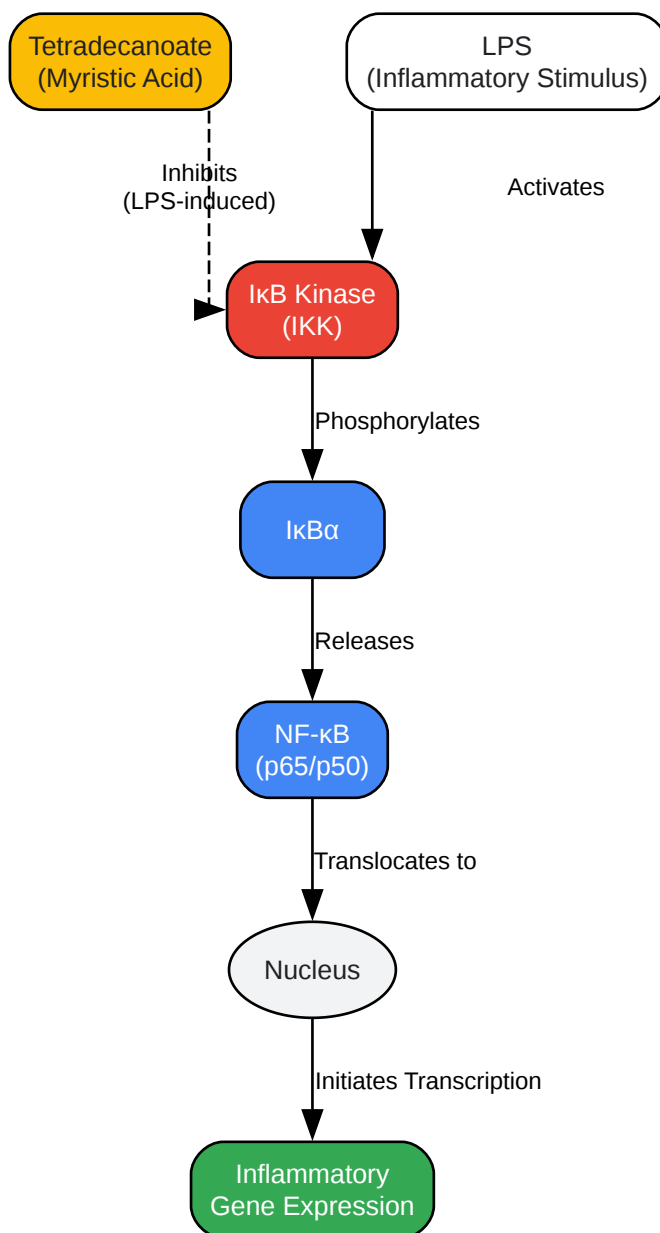 Tetradecanoate
(Myristic Acid)
LPS
(Inflammatory Stimulus)
Inhibits
(LPS-induced)
Activates
IκB Kinase
(IKK)
Phosphorylates
IκBα
Releases
NF-κB
(p65/p50)
Translocates to
Nucleus
Initiates Transcription
Inflammatory
Gene Expression